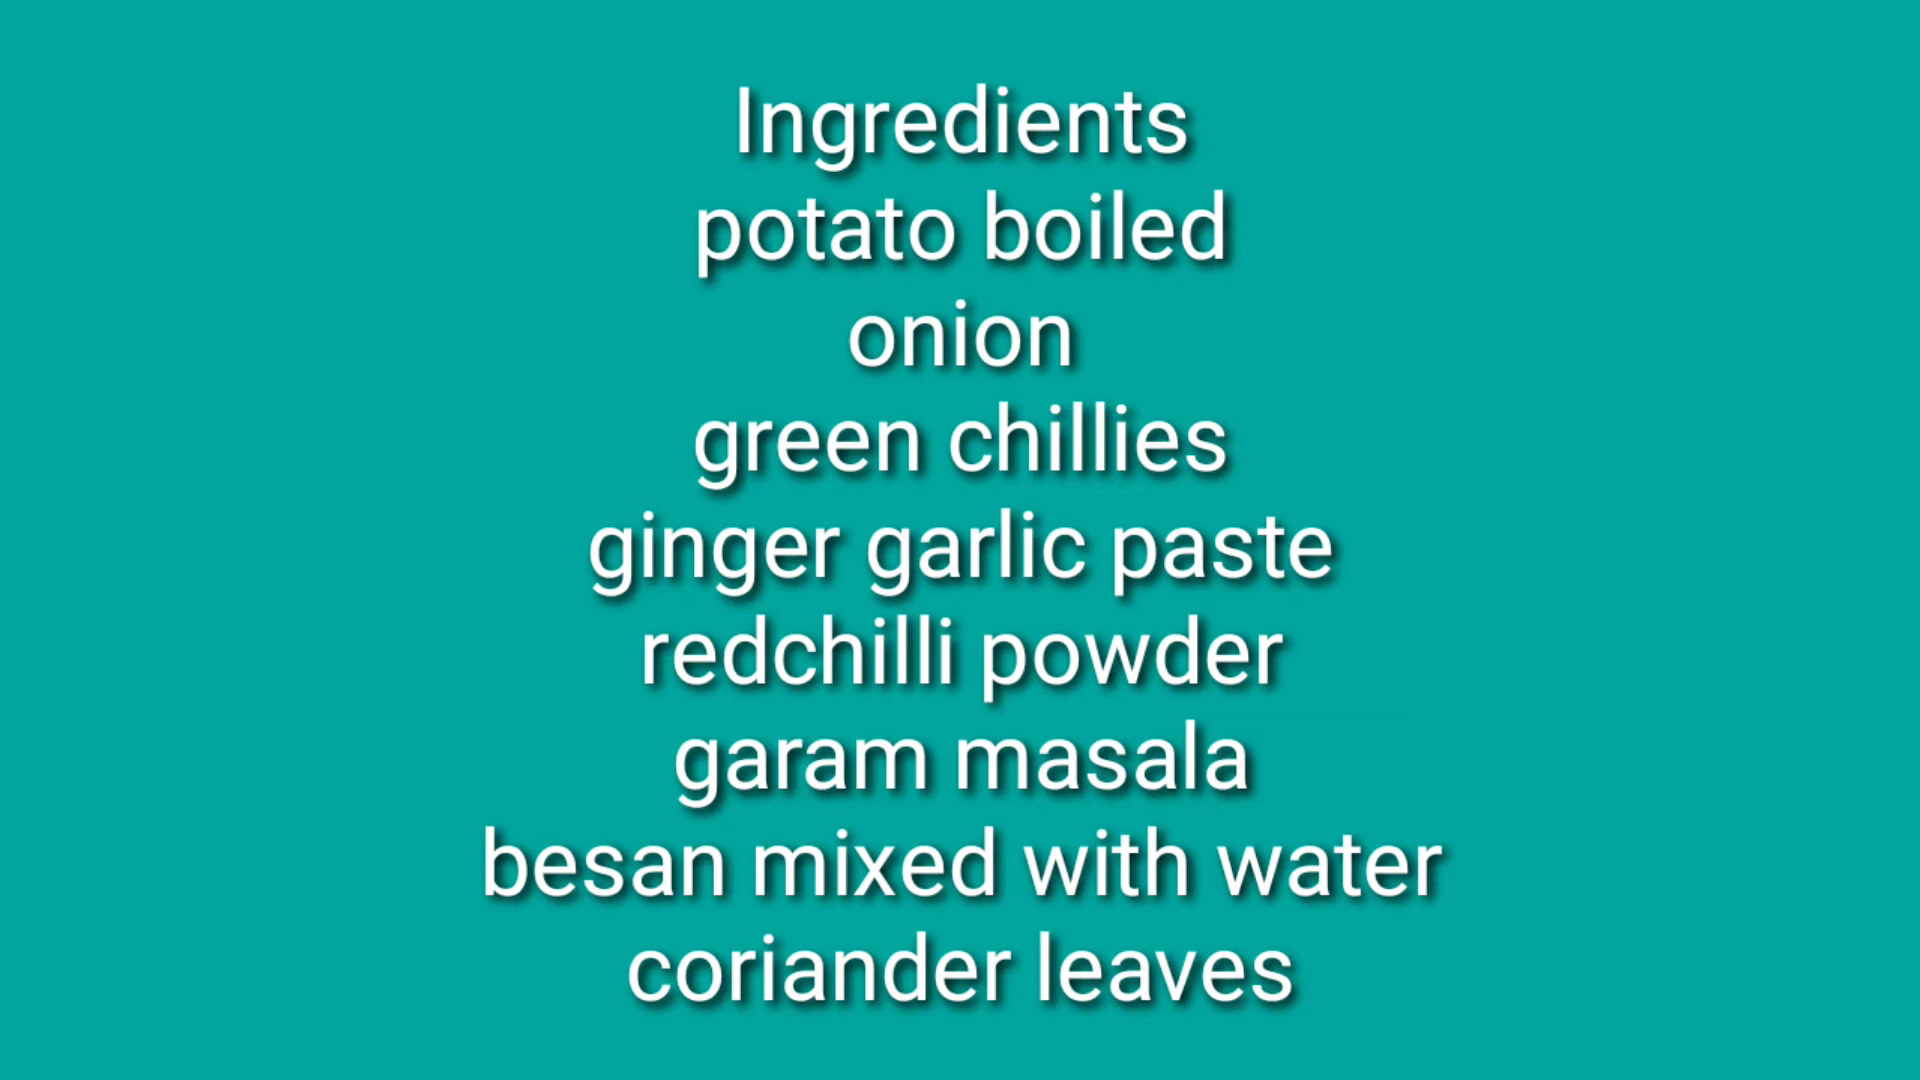 Ingredients
potato boiled
onion
green chillies
ginger garlic paste
redchilli powder
garam masala
besan mixed with water
coriander leaves